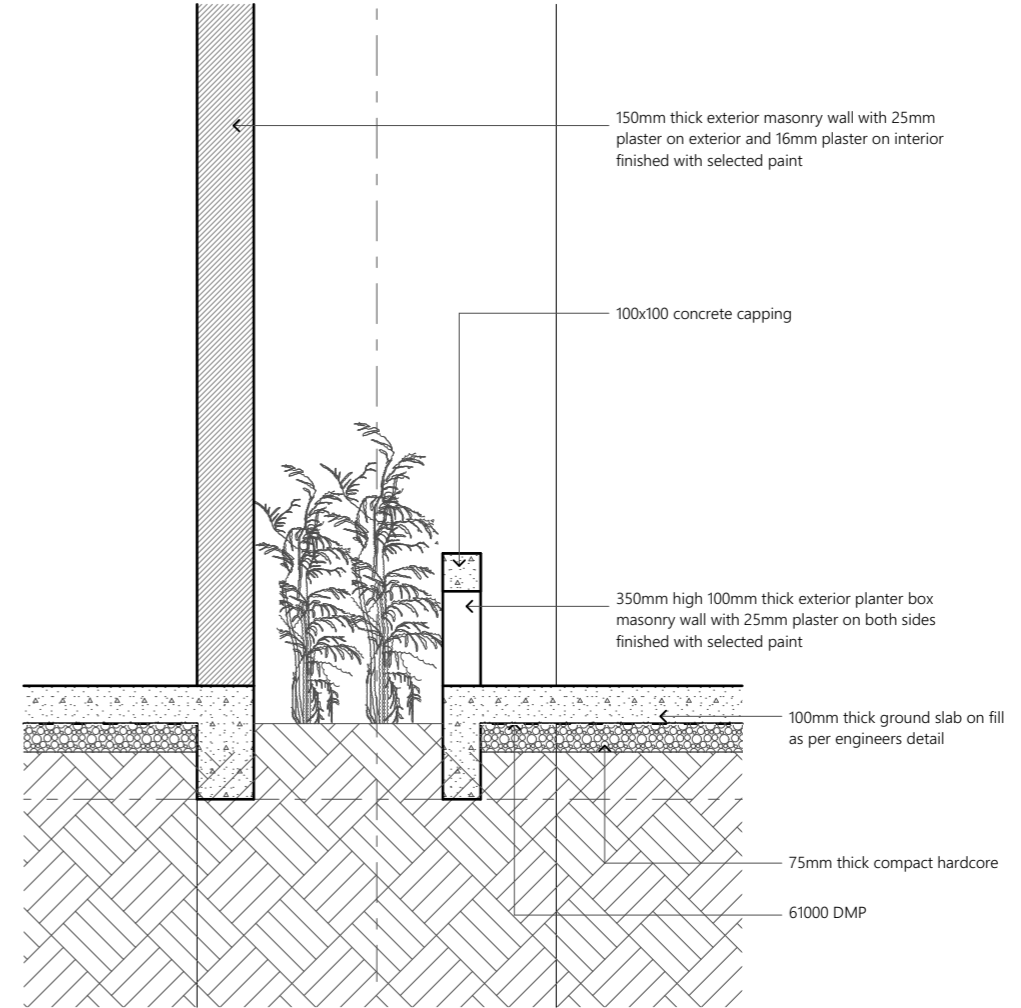 150mm thick exterior masonry wall with 25mm
plaster on exterior and 16mm plaster on interior
finished with selected paint
100x100 concrete capping
350mm high 100mm thick exterior planter box
masonry wall with 25mm plaster on both sides
finished with selected paint
100mm thick ground slab on fill
as per engineers detail
75mm thick compact hardcore
61000 DMP